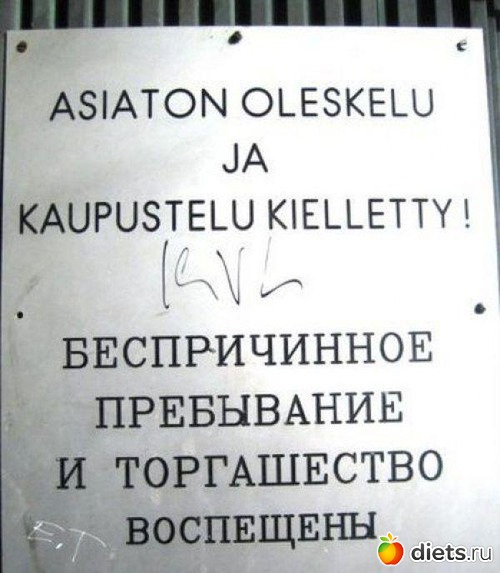 ASIATON OLESKELU
JA
KAUPUSTELU KIELLETTY!
БЕСПРИЧИННОЕ
ПРЕБЫВАНИЕ
И ТОРГАШЕСТВО
ВОСПЕЩЕНЫ
E.T.
diets.ru